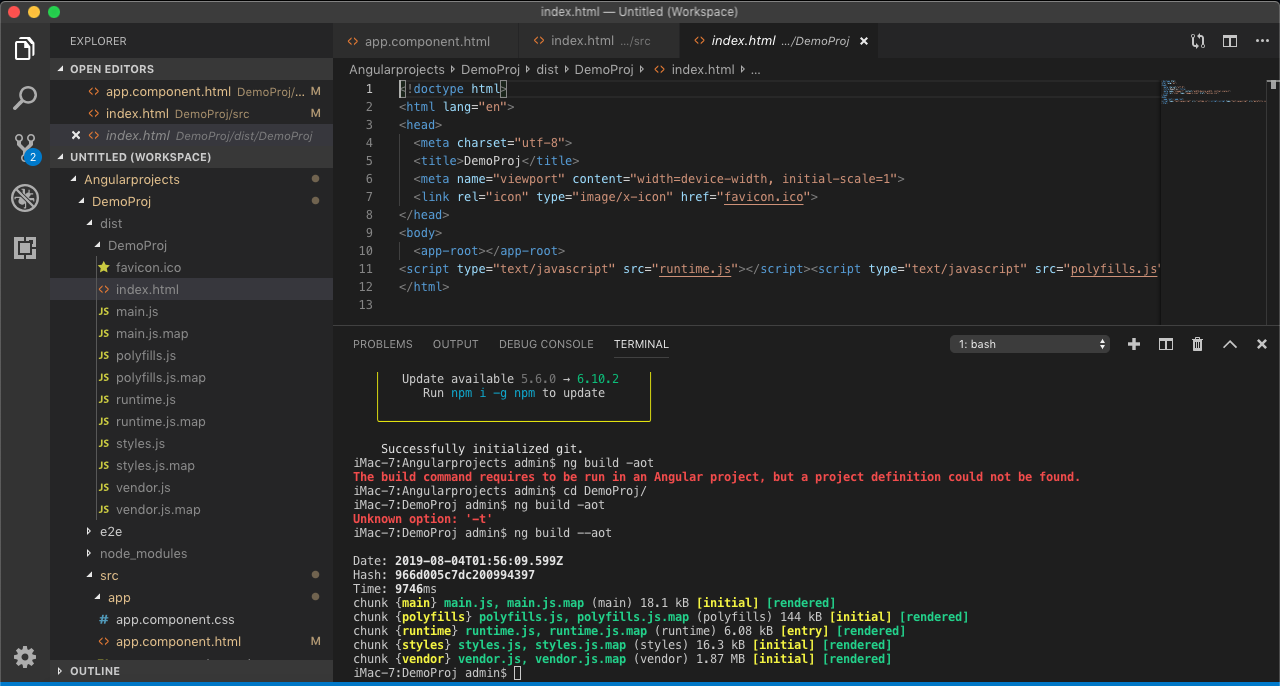 index.html — Untitled (Workspace)
EXPLORER
OPEN EDITORS
app.component.html DemoProj/... M
index.html DemoProj/src M
index.html DemoProj/dist/DemoProj
UNTITLED (WORKSPACE)
Angularprojects
DemoProj
dist
DemoProj
favicon.ico
index.html
JS main.js
JS main.js.map
JS polyfills.js
JS polyfills.js.map
JS runtime.js
JS runtime.js.map
JS styles.js
JS styles.js.map
JS vendor.js
JS vendor.js.map
e2e
node_modules
src
app
# app.component.css
app.component.html M
OUTLINE
2
app.component.html
index.html .../src
index.html .../DemoProj
Angularprojects DemoProj dist DemoProj index.html ...
1 <!doctype html>
2 <html lang="en">
3 <head>
4 <meta charset="utf-8">
5 <title>DemoProj</title>
6 <meta name="viewport" content="width=device-width, initial-scale=1">
7 <link rel="icon" type="image/x-icon" href="favicon.ico">
8 </head>
9 <body>
10 <app-root></app-root>
11 <script type="text/javascript" src="runtime.js"></script><script type="text/javascript" src="polyfills.js"
12 </html>
13
PROBLEMS OUTPUT DEBUG CONSOLE TERMINAL
1: bash
Update available 5.6.0 → 6.10.2
Run npm i -g npm to update
Successfully initialized git.
iMac-7:Angularprojects admin$ ng build -aot
The build command requires to be run in an Angular project, but a project definition could not be found.
iMac-7:Angularprojects admin$ cd DemoProj/
iMac-7:DemoProj admin$ ng build -aot
Unknown option: '-t'
iMac-7:DemoProj admin$ ng build --aot
Date: 2019-08-04T01:56:09.599Z
Hash: 966d005c7dc200994397
Time: 9746ms
chunk {main} main.js, main.js.map (main) 18.1 kB [initial] [rendered]
chunk {polyfills} polyfills.js, polyfills.js.map (polyfills) 144 kB [initial] [rendered]
chunk {runtime} runtime.js, runtime.js.map (runtime) 6.08 kB [entry] [rendered]
chunk {styles} styles.js, styles.js.map (styles) 16.3 kB [initial] [rendered]
chunk {vendor} vendor.js, vendor.js.map (vendor) 1.87 MB [initial] [rendered]
iMac-7:DemoProj admin$